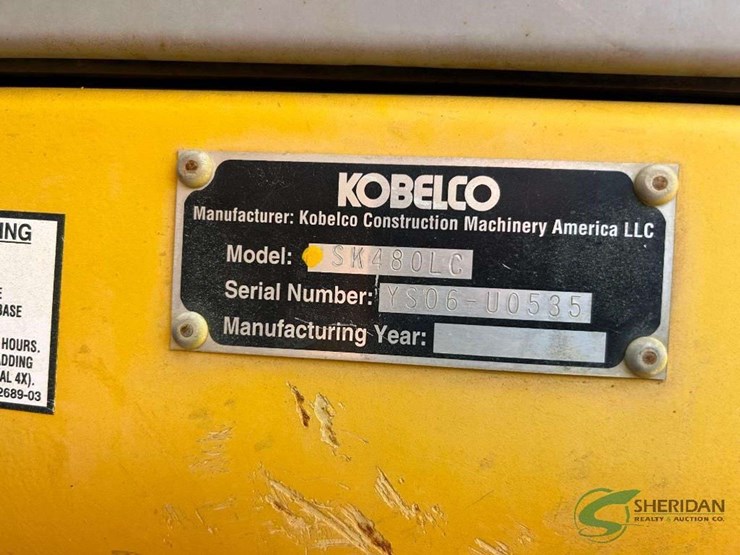 KOBELCO
Manufacturer: Kobelco Construction Machinery America LLC
Model: SK480LC
Serial Number: YS06-U0535
Manufacturing Year:
ING
E
BASE
HOURS.
ADDING
AL 4X).
2689-03
SHERIDAN
REALTY & AUCTION CO.